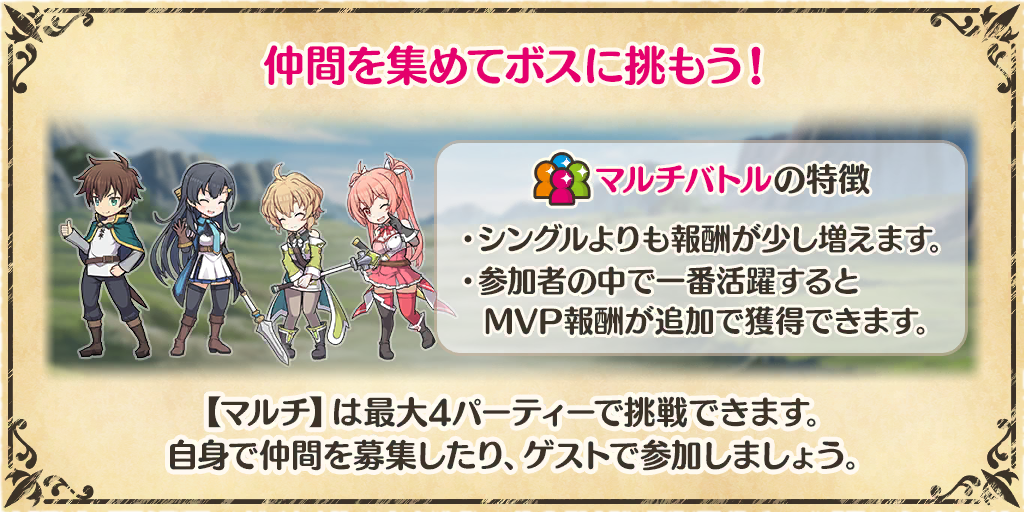 仲間を集めてボスに挑もう！
マルチバトルの特徴
・シングルよりも報酬が少し増えます。
・参加者の中で一番活躍すると
MVP報酬が追加で獲得できます。
【マルチ】は最大4パーティーで挑戦できます。
自身で仲間を募集したり、ゲストで参加しましょう。